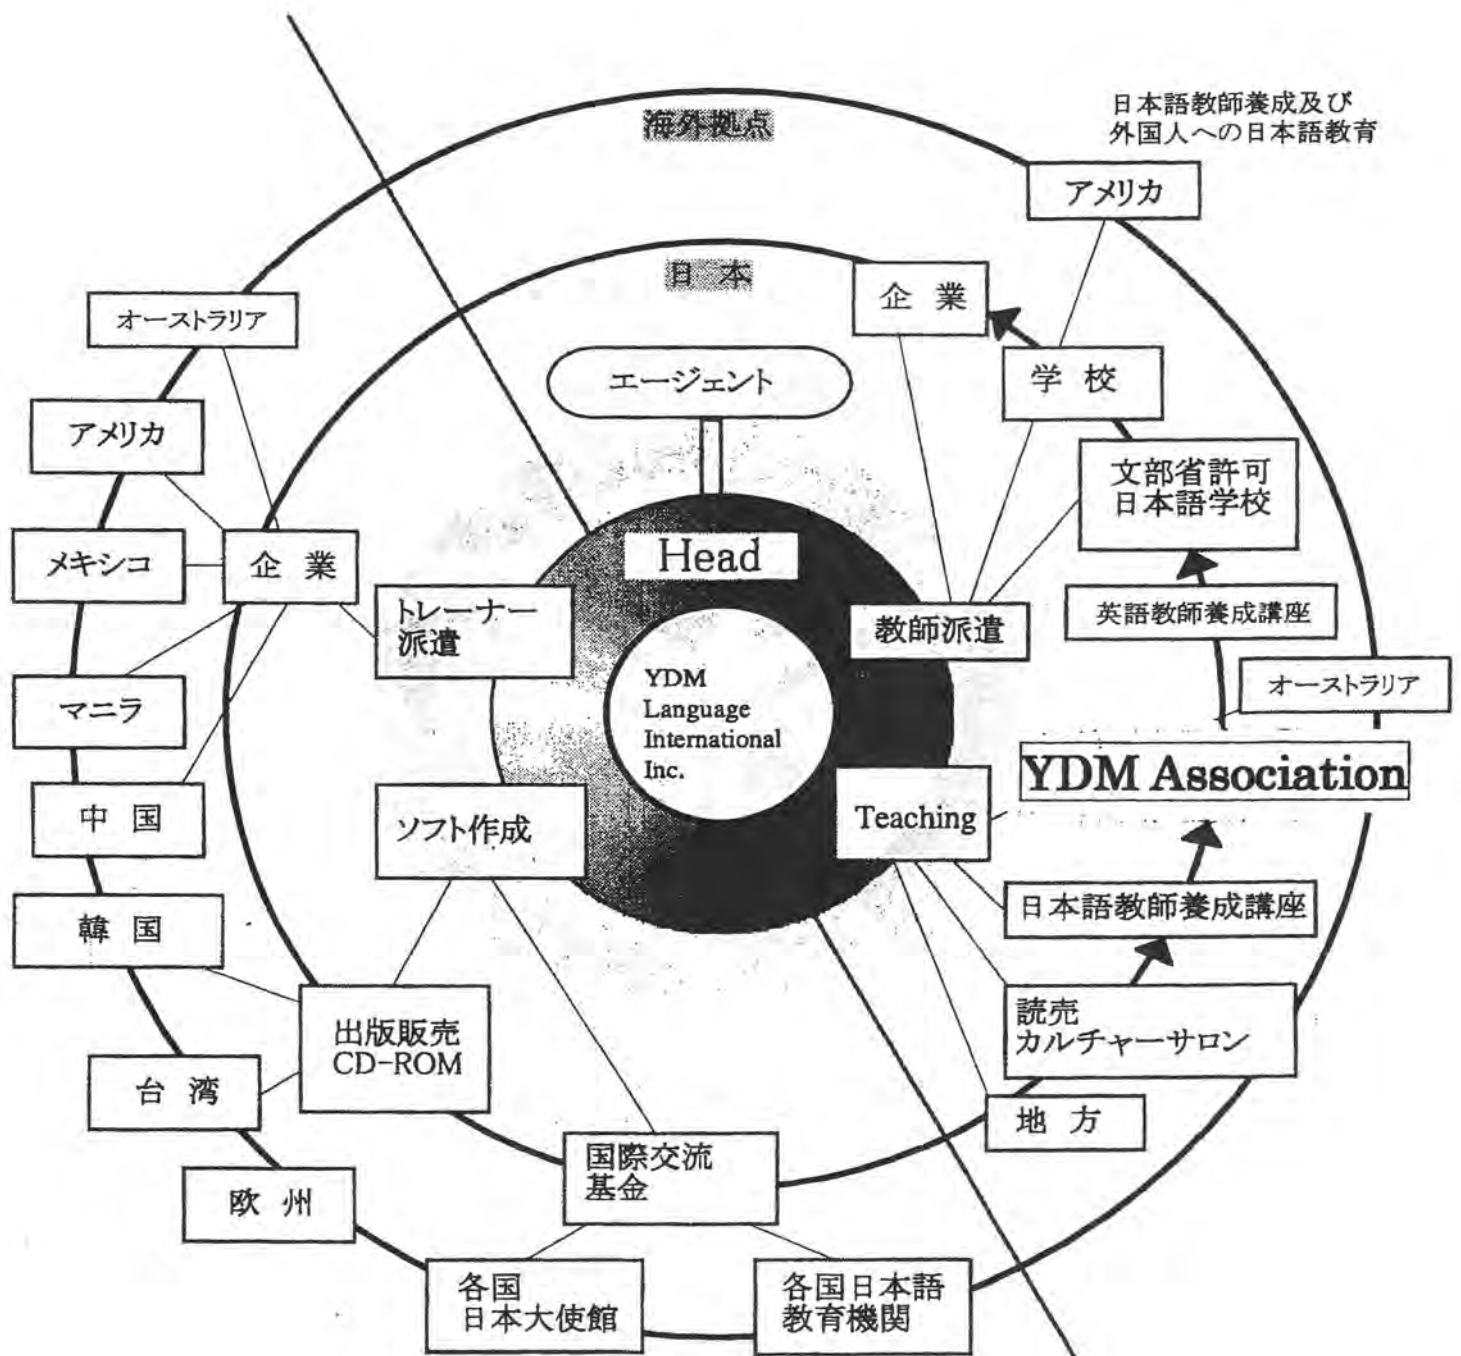 日本語教師養成及び
外国人への日本語教育
海外拠点
アメリカ
日本
企業
オーストラリア
エージェント
学校
アメリカ
文部省許可
日本語学校
メキシコ
企業
Head
トレーナー
派遣
教師派遣
英語教師養成講座
マニラ
YDM
Language
International
Inc.
オーストラリア
YDM Association
中国
ソフト作成
Teaching
韓国
日本語教師養成講座
出版販売
CD-ROM
読売
カルチャーサロン
台湾
地方
国際交流
基金
欧州
各国
日本大使館
各国日本語
教育機関